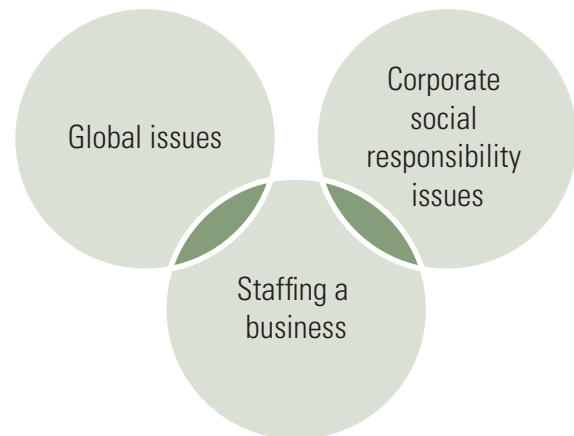 Global issues
Corporate
social
responsibility
issues
Staffing a
business